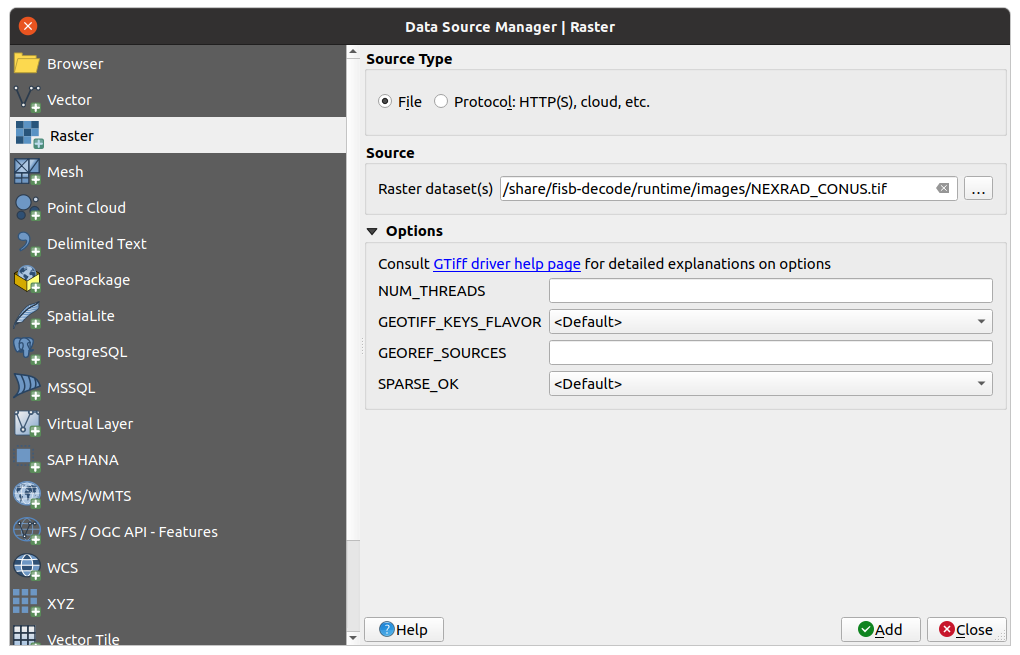 Data Source Manager | Raster
Browser
Vector
Raster
Mesh
Point Cloud
Delimited Text
GeoPackage
SpatiaLite
PostgreSQL
MSSQL
Virtual Layer
SAP HANA
WMS/WMTS
WFS / OGC API - Features
WCS
XYZ
Vector Tile
Source Type
File Protocol: HTTP(S), cloud, etc.
Source
Raster dataset(s) /share/fisb-decode/runtime/images/NEXRAD_CONUS.tif ...
Options
Consult GTiff driver help page for detailed explanations on options
NUM_THREADS
GEOTIFF_KEYS_FLAVOR <Default>
GEOREF_SOURCES
SPARSE_OK <Default>
Help Add Close